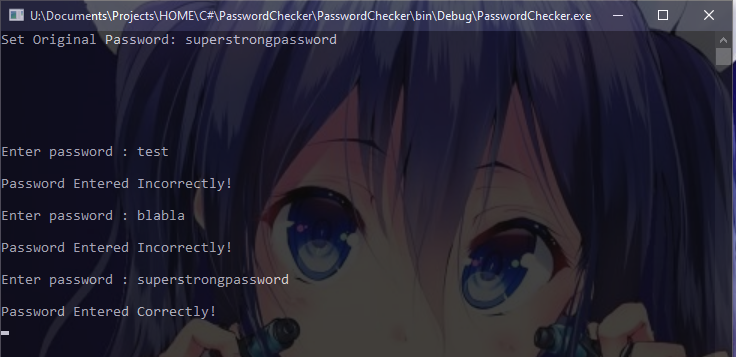 U:\Documents\Projects\HOME\C#\PasswordChecker\PasswordChecker\bin\Debug\PasswordChecker.exe
Set Original Password: superstrongpassword
Enter password : test
Password Entered Incorrectly!
Enter password : blabla
Password Entered Incorrectly!
Enter password : superstrongpassword
Password Entered Correctly!